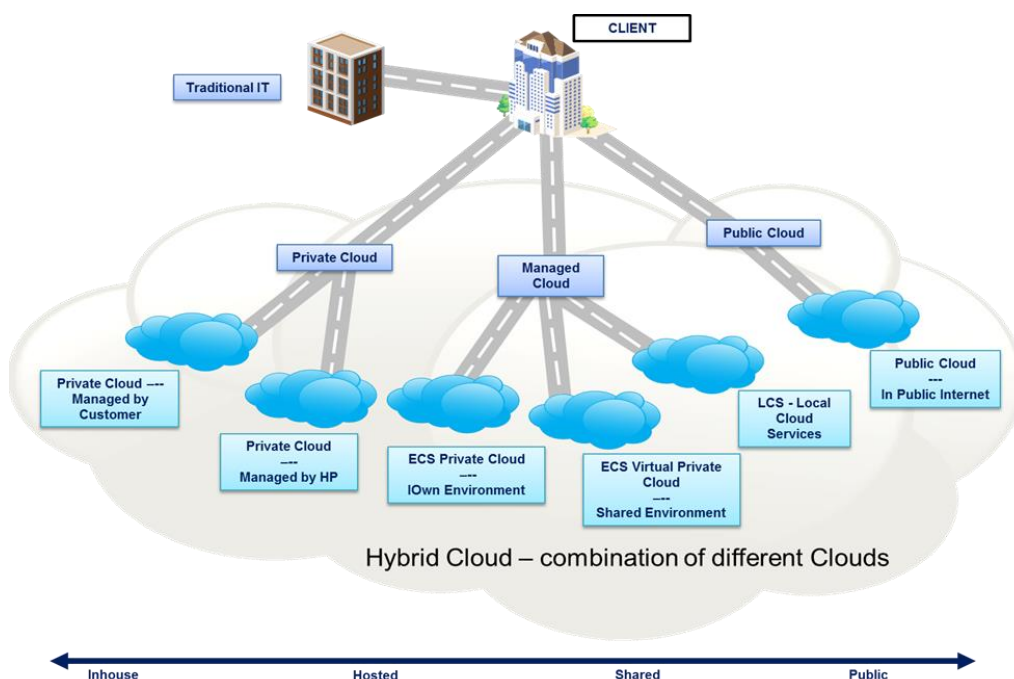 CLIENT
Traditional IT
Public Cloud
Private Cloud
Managed
Cloud
Private Cloud –--
Managed by
Customer
Private Cloud
–--
Managed by HP
ECS Private Cloud
–--
IOwn Environment
ECS Virtual Private
Cloud
–--
Shared Environment
LCS - Local
Cloud
Services
Public Cloud
---
In Public Internet
Hybrid Cloud – combination of different Clouds
Inhouse
Hosted
Shared
Public